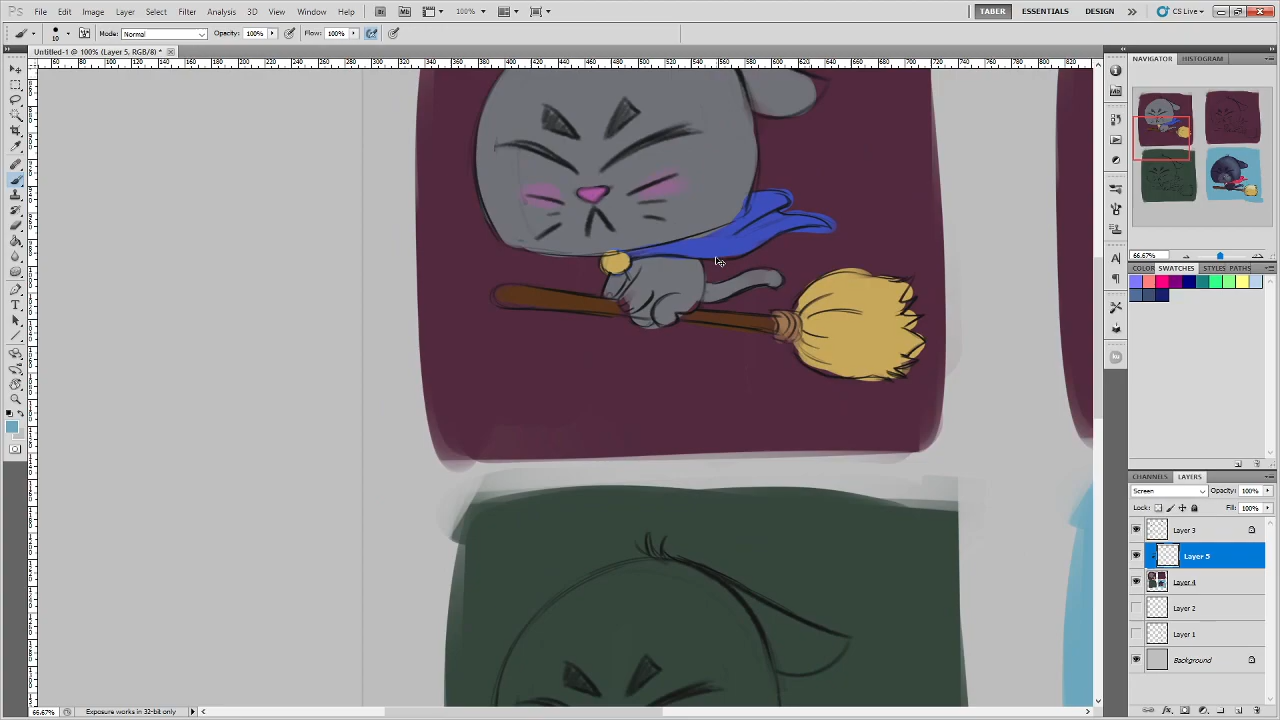 Ps File Edit Image Layer Select Filter Analysis 3D View Window Help Br Mb 100% TABER ESSENTIALS DESIGN CS Live
10 Mode: Normal Opacity: 100% Flow: 100%
Untitled-1 @ 100% (Layer 5, RGB/8) *
NAVIGATOR HISTOGRAM
66.67%
COLOR SWATCHES STYLES PATHS
CHANNELS LAYERS
Screen Opacity: 100%
Lock: Fill: 100%
Layer 3
Layer 5
Layer 4
Layer 2
Layer 1
Background
66.67% Exposure works in 32-bit only